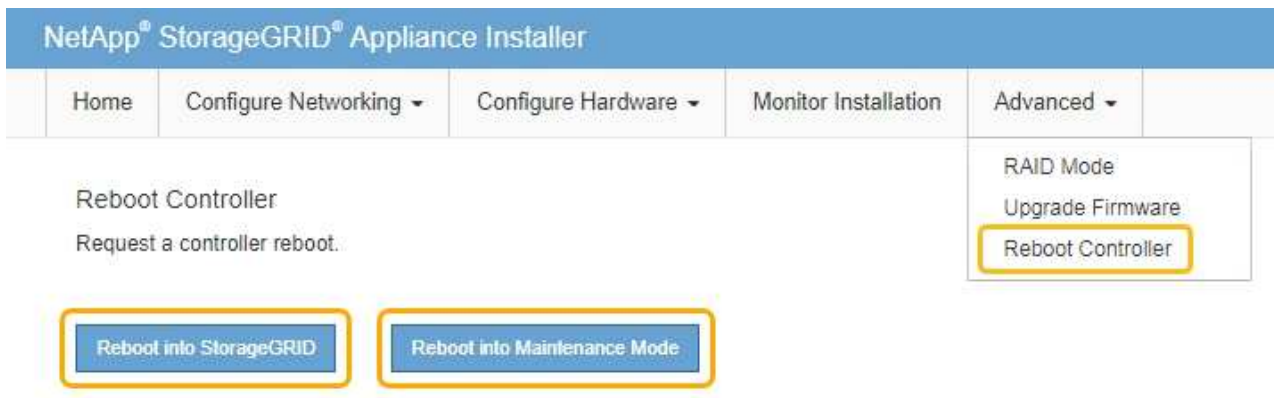 NetApp® StorageGRID® Appliance Installer
Home Configure Networking Configure Hardware Monitor Installation Advanced
RAID Mode
Upgrade Firmware
Reboot Controller
Reboot Controller
Request a controller reboot.
Reboot into StorageGRID Reboot into Maintenance Mode